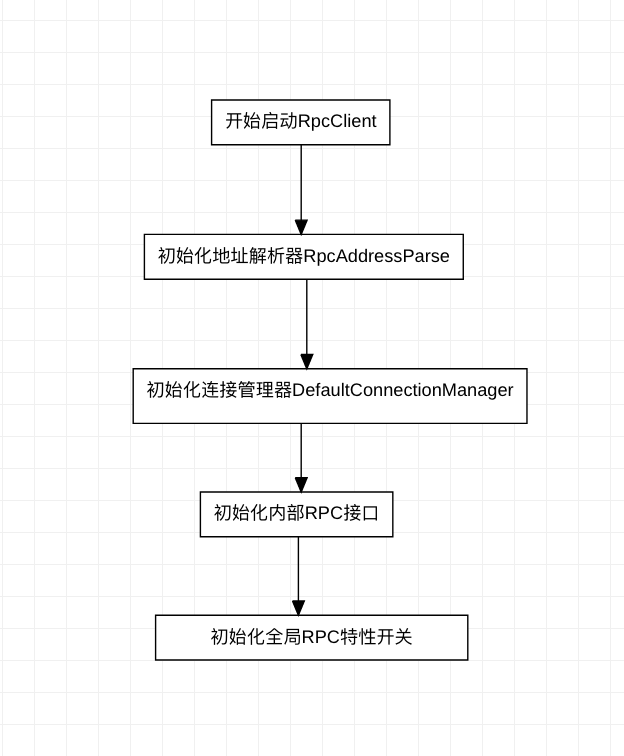 开始启动RpcClient
初始化地址解析器RpcAddressParse
初始化连接管理器DefaultConnectionManager
初始化内部RPC接口
初始化全局RPC特性开关